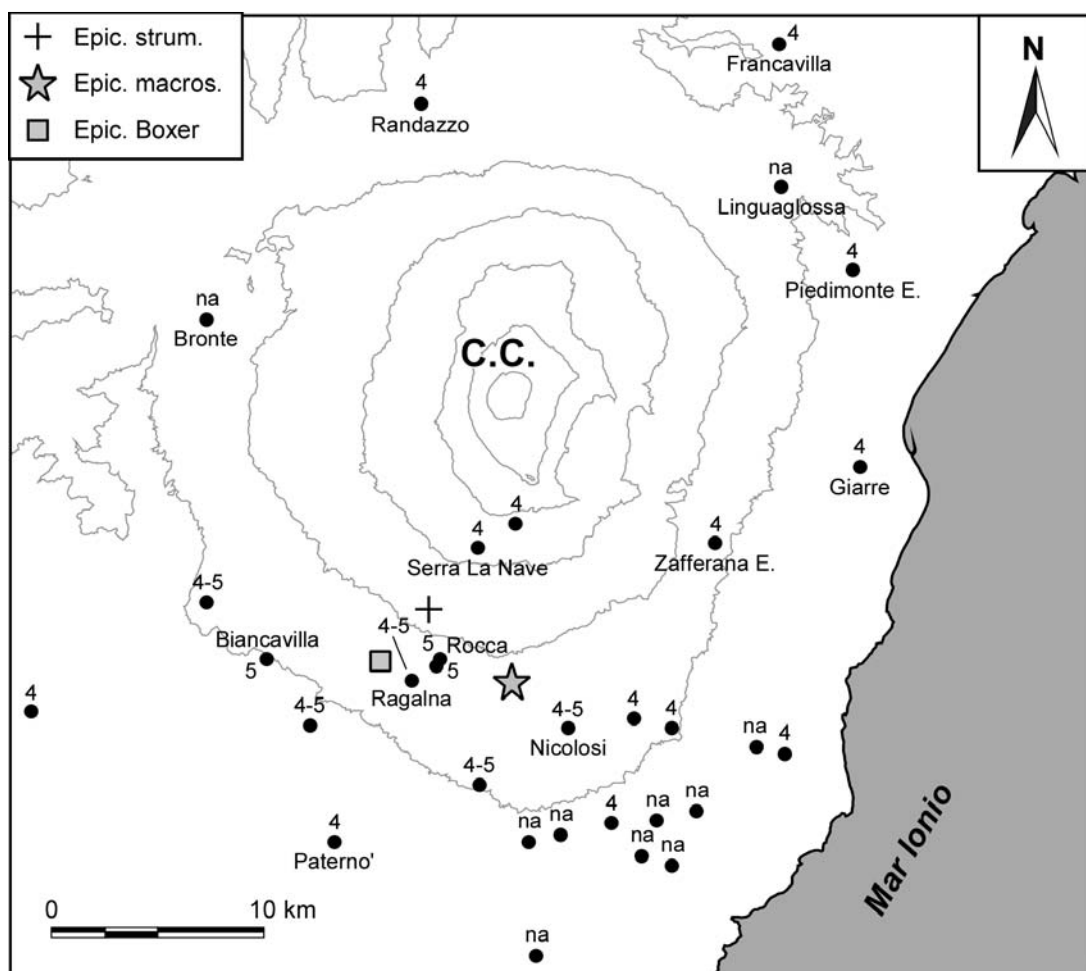 Epic. strum.
Epic. macros.
Epic. Boxer
N
4
Francavilla
4
Randazzo
na
Linguaglossa
4
Piedimonte E.
na
Bronte
C.C.
4
Giarre
4
4
Serra La Nave
4
Zafferana E.
4-5
4-5
Biancavilla
5
5
Rocca
5
Ragalna
4
4-5
4-5
Nicolosi
4
4
na
4
4-5
4
Paterno'
na
na
4
na
na
na
na
na
Mar Ionio
0
10 km